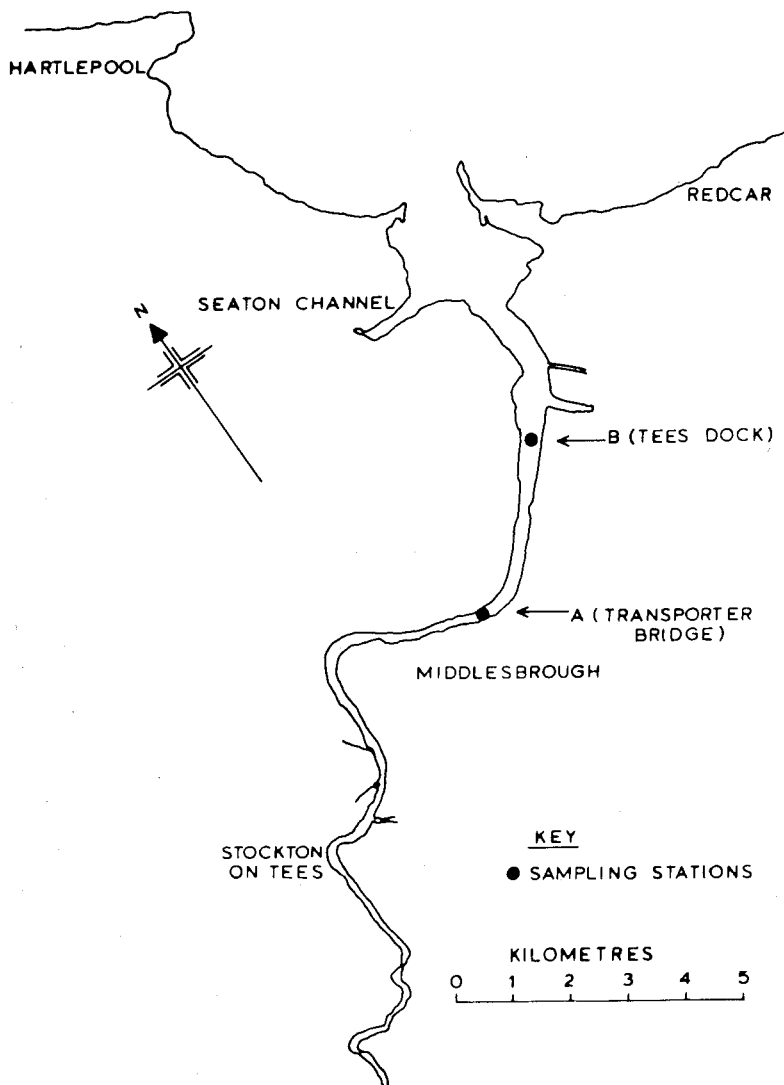 HARTLEPOOL
REDCAR
SEATON CHANNEL
N
B (TEES DOCK)
A (TRANSPORTER
BRIDGE)
MIDDLESBROUGH
STOCKTON
ON TEES
KEY
SAMPLING STATIONS
KILOMETRES
0 1 2 3 4 5